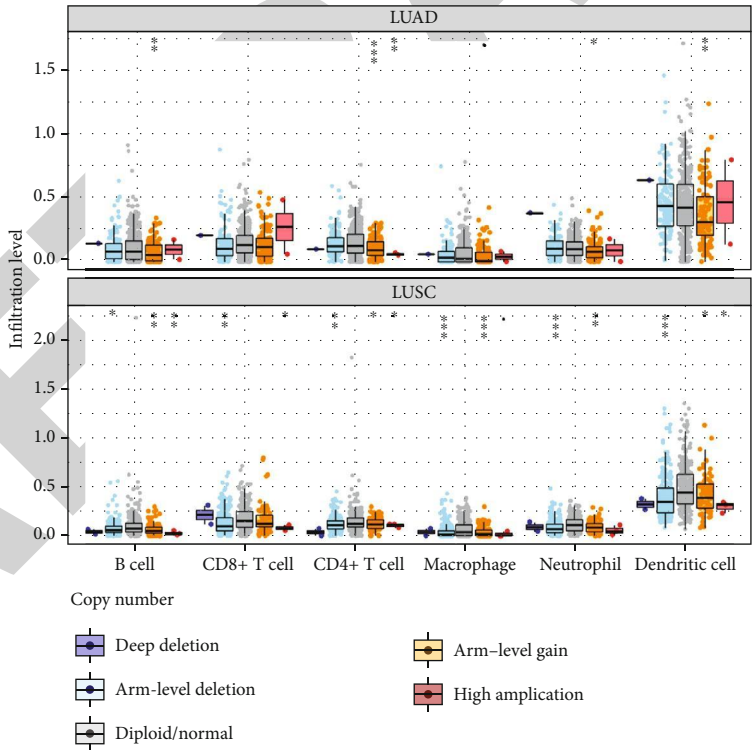 LUAD
** *** ** . * **
1.5
1.0
0.5
0.0
Infiltration level
LUSC
* ** ** ** * ** * * *** *** . *** ** *** * *
2.0
1.5
1.0
0.5
0.0
B cell CD8+ T cell CD4+ T cell Macrophage Neutrophil Dendritic cell
Copy number
Deep deletion
Arm-level deletion
Diploid/normal
Arm–level gain
High amplication